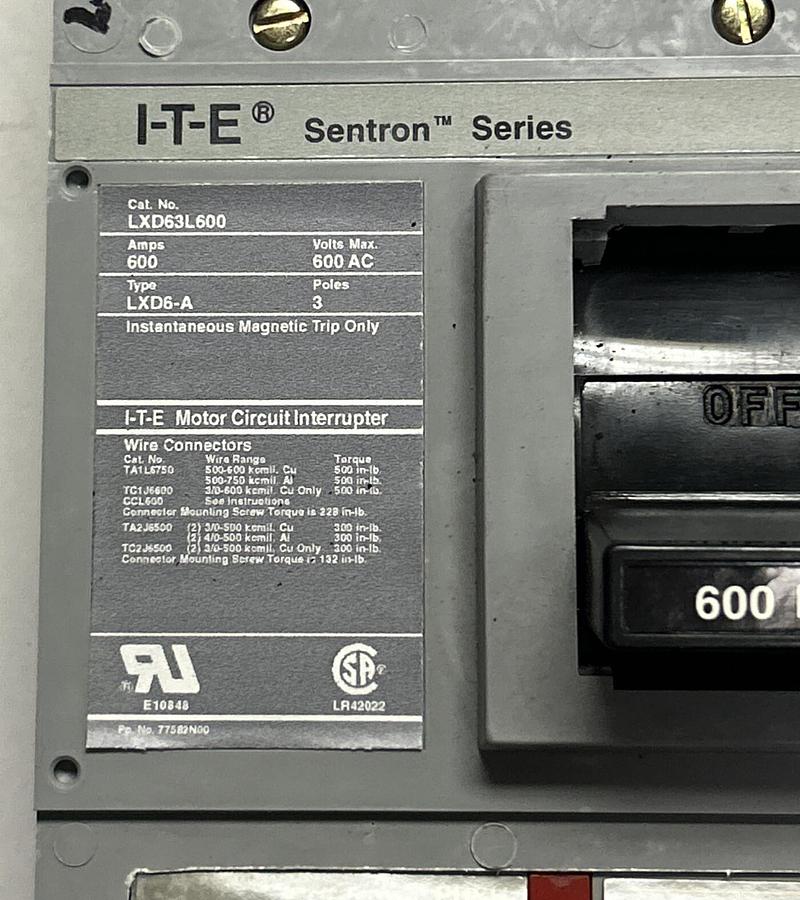 I-T-E® Sentron™ Series
Cat. No.
LXD63L600
Amps Volts Max.
600 600 AC
Type Poles
LXD6-A 3
Instantaneous Magnetic Trip Only
I-T-E Motor Circuit Interrupter
Wire Connectors
Cat. No. Wire Range Torque
TA1L6750 500-600 kcmil. Cu 500 in-lb.
500-750 kcmil. Al 500 in-lb.
TC1J6600 3/0-600 kcmil. Cu Only 500 in-lb.
CCL600 See Instructions
Connector Mounting Screw Torque is 228 in-lb.
TA2J6500 (2) 3/0-500 kcmil. Cu 300 in-lb.
(2) 4/0-500 kcmil. Al 300 in-lb.
TC2J6500 (2) 3/0-500 kcmil. Cu Only 300 in-lb.
Connector Mounting Screw Torque is 132 in-lb.
RU® SA®
E10848 LR42022
Pp. No. 77582N00
OFF
600